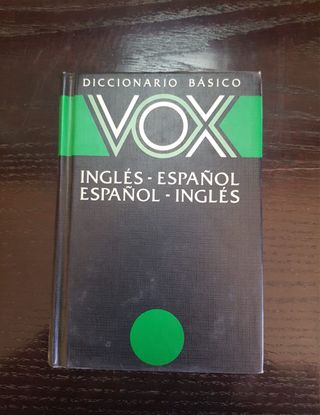 DICCIONARIO BÁSICO
VOX
INGLÉS - ESPAÑOL
ESPAÑOL - INGLÉS